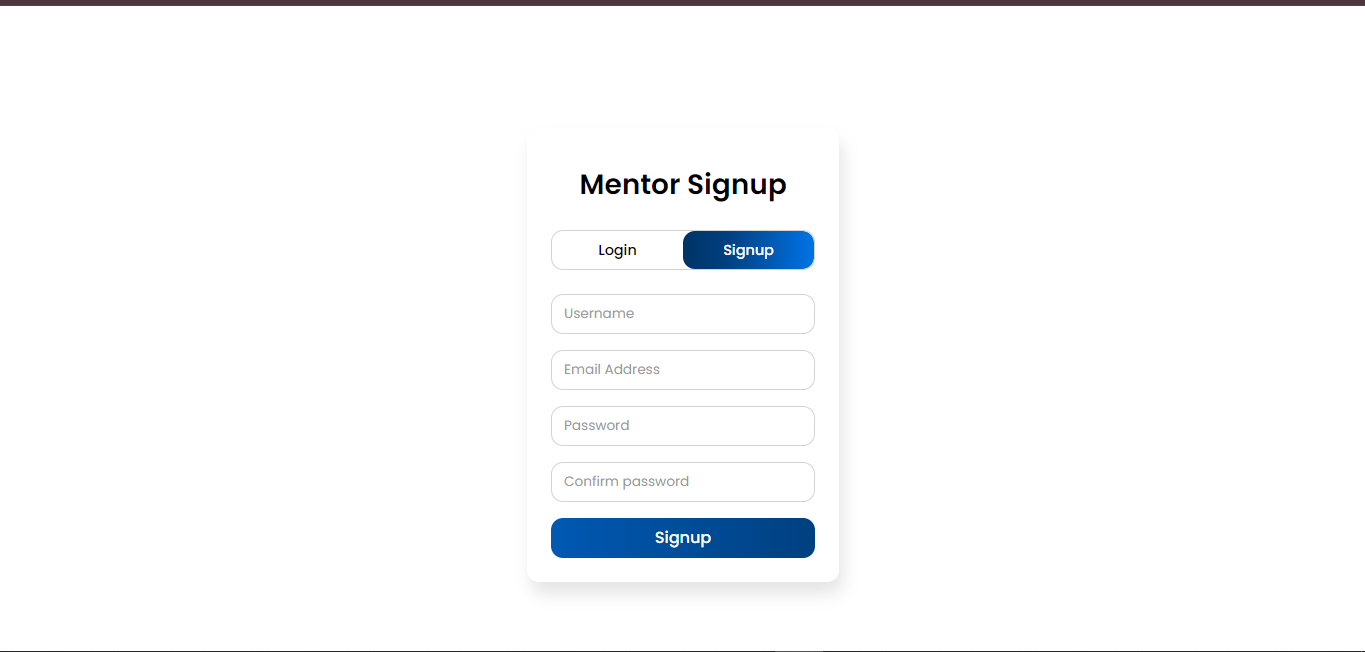 Mentor Signup
Login Signup
Username
Email Address
Password
Confirm password
Signup